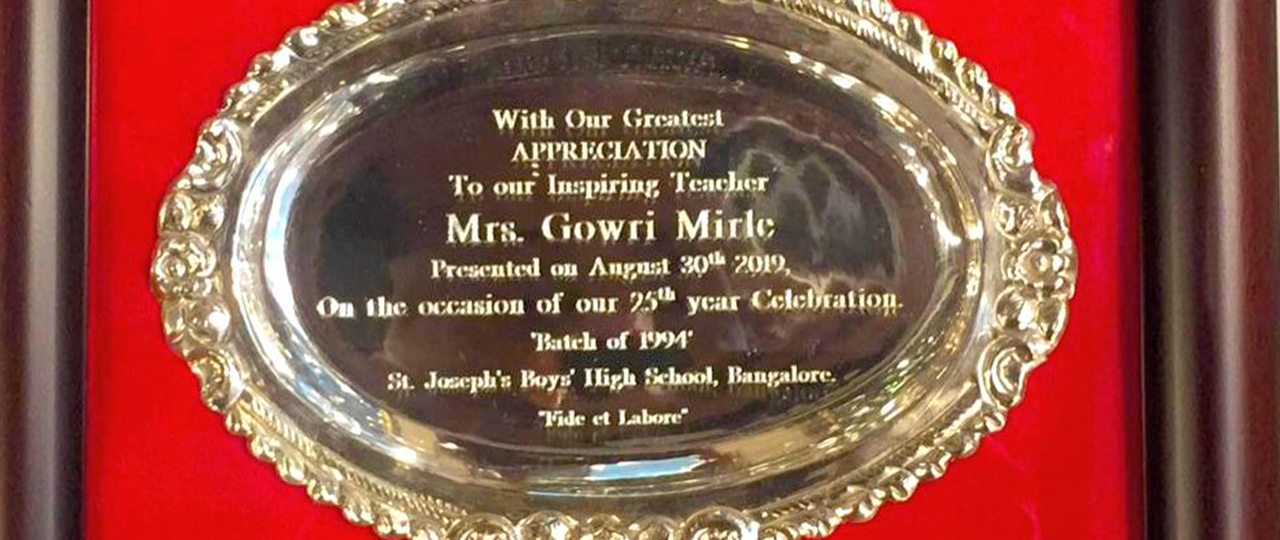 With Our Greatest
APPRECIATION
To our Inspiring Teacher
Mrs. Gowri Mirle
Presented on August 30th 2019,
On the occasion of our 25th year Celebration.
'Batch of 1994'
St. Joseph's Boys' High School, Bangalore.
"Fide et Labore"